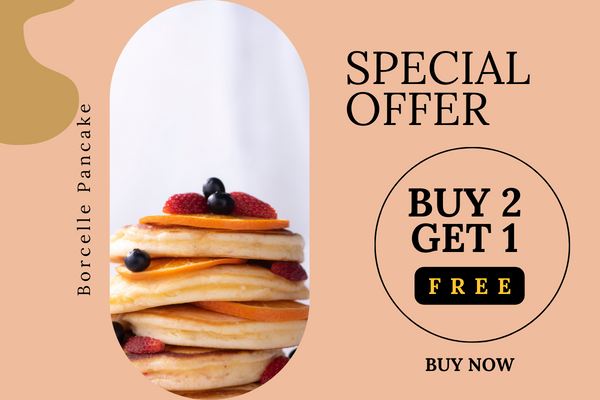 Borcelle Pancake
SPECIAL
OFFER
BUY 2
GET 1
FREE
BUY NOW